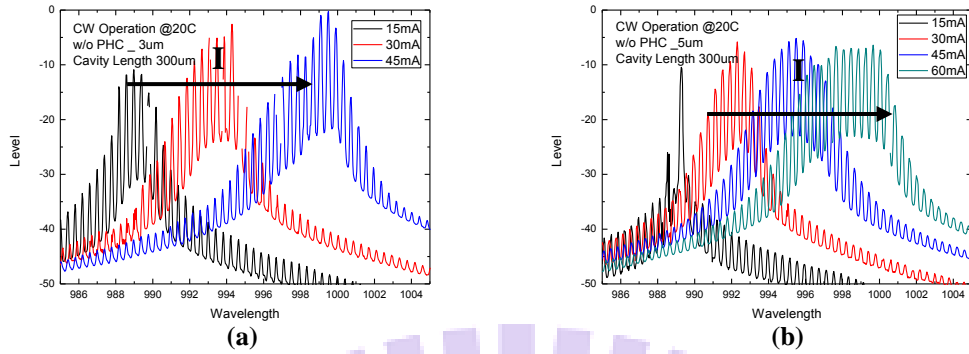 CW Operation @20C
w/o PHC _ 3um
Cavity Length 300um
I
15mA
30mA
45mA
Level
0
-10
-20
-30
-40
-50
986 988 990 992 994 996 998 1000 1002 1004
Wavelength
(a)
CW Operation @20C
w/o PHC _5um
Cavity Length 300um
I
15mA
30mA
45mA
60mA
Level
0
-10
-20
-30
-40
-50
986 988 990 992 994 996 998 1000 1002 1004
Wavelength
(b)